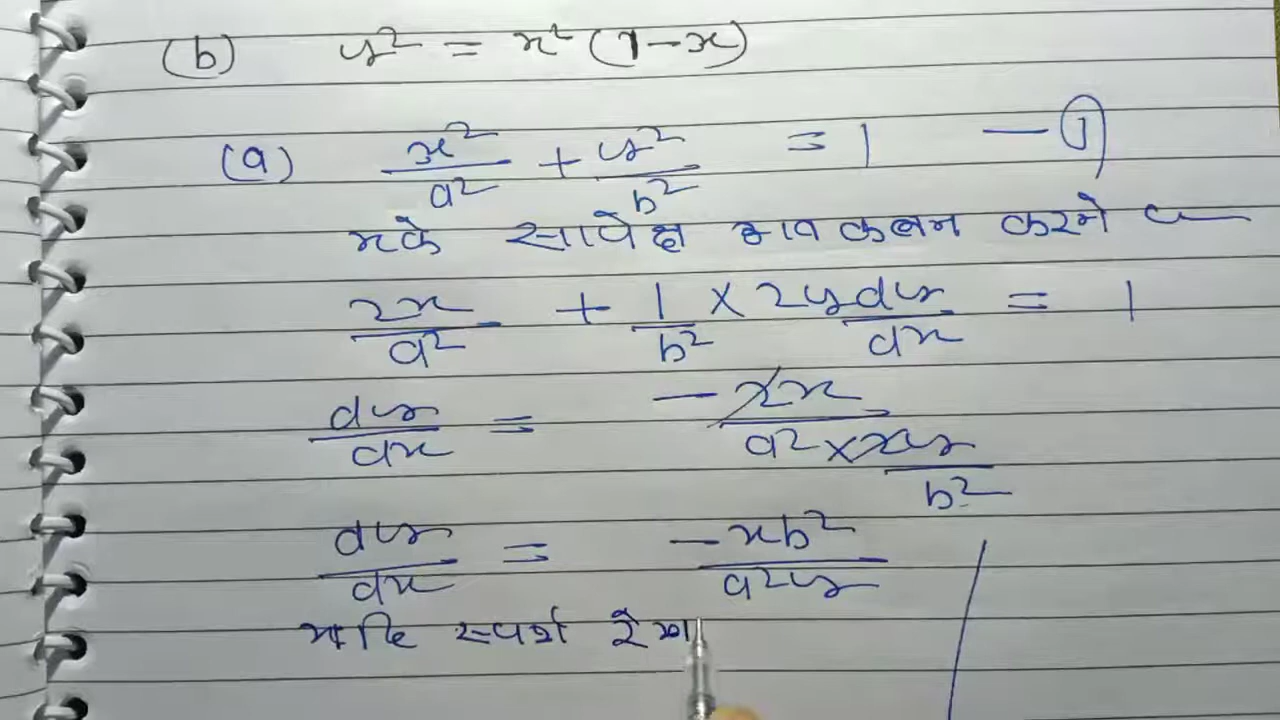 (b) y² = x² (1-x)
(a) x²/a² + y²/b² = 1 — ①
x के सापेक्ष अवकलन करने
2x/a² + 1/b² × 2y dy/dx = 1
dy/dx = -2x/(a² × 2y/b²)
dy/dx = -xb²/a²y
यदि स्पर्श रेखा